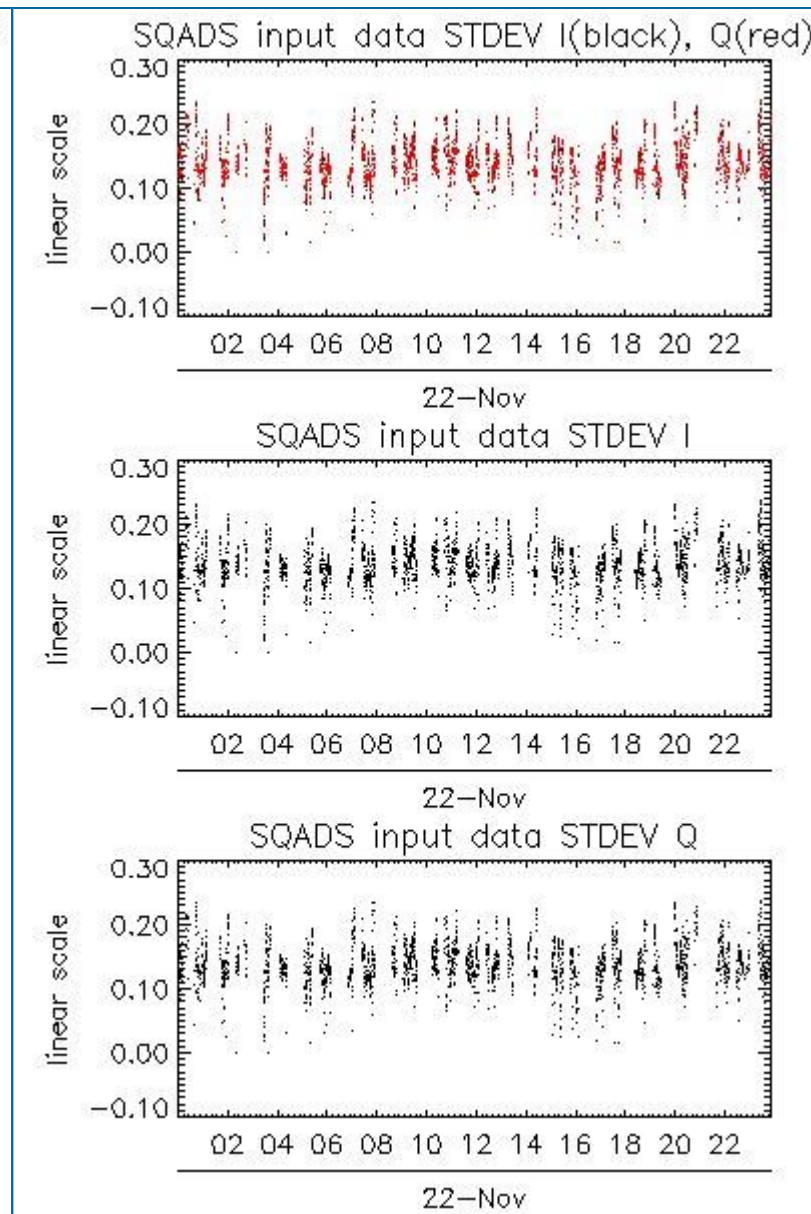 SQADS input data STDEV I(black), Q(red)
0.30
0.20
0.10
0.00
-0.10
linear scale
02 04 06 08 10 12 14 16 18 20 22
22-Nov
SQADS input data STDEV I
0.30
0.20
0.10
0.00
-0.10
linear scale
02 04 06 08 10 12 14 16 18 20 22
22-Nov
SQADS input data STDEV Q
0.30
0.20
0.10
0.00
-0.10
linear scale
02 04 06 08 10 12 14 16 18 20 22
22-Nov